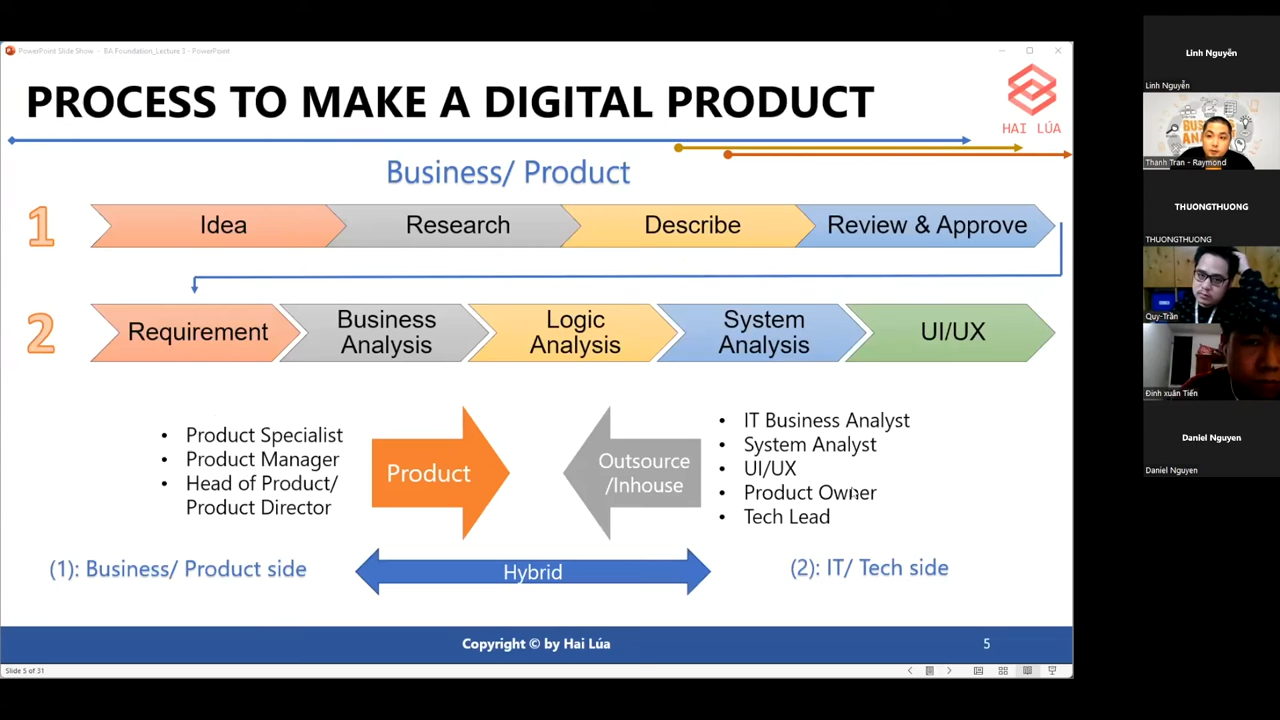 PowerPoint Slide Show - BA Foundation_Lecture 3 - PowerPoint
PROCESS TO MAKE A DIGITAL PRODUCT
HAI LÚA
Business/ Product
1
Idea
Research
Describe
Review & Approve
2
Requirement
Business
Analysis
Logic
Analysis
System
Analysis
UI/UX
• Product Specialist
• Product Manager
• Head of Product/
Product Director
Product
Outsource
/Inhouse
• IT Business Analyst
• System Analyst
• UI/UX
• Product Owner
• Tech Lead
(1): Business/ Product side
Hybrid
(2): IT/ Tech side
Copyright © by Hai Lúa
5
Slide 5 of 31
Linh Nguyễn
Linh Nguyễn
Thanh Tran - Raymond
THUONGTHUONG
THUONGTHUONG
Quy-Trần
Đinh xuân Tiến
Daniel Nguyen
Daniel Nguyen